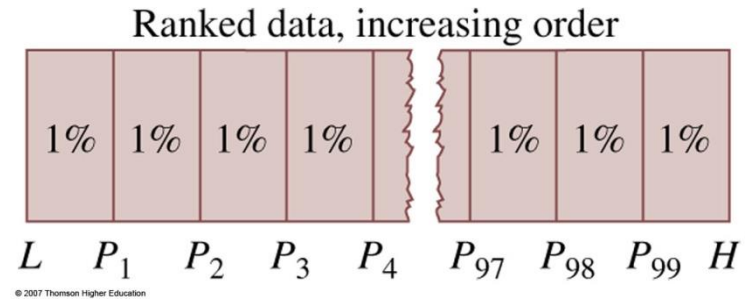 Ranked data, increasing order
1% 1% 1% 1% 1% 1% 1%
L P₁ P₂ P₃ P₄ P₉₇ P₉₈ P₉₉ H
© 2007 Thomson Higher Education